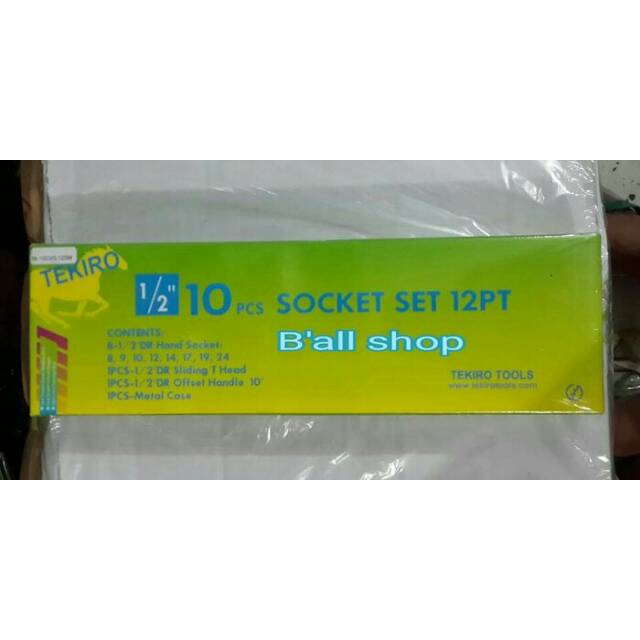 TEKIRO
1/2" 10 PCS SOCKET SET 12PT
B'all shop
CONTENTS:
8-1/2"DR Hand Socket:
8, 9, 10, 12, 14, 17, 19, 24
1PCS-1/2"DR Sliding T Head
1PCS-1/2"DR Offset Handle 10"
1PCS-Metal Case
TEKIRO TOOLS
www.tekirotools.com